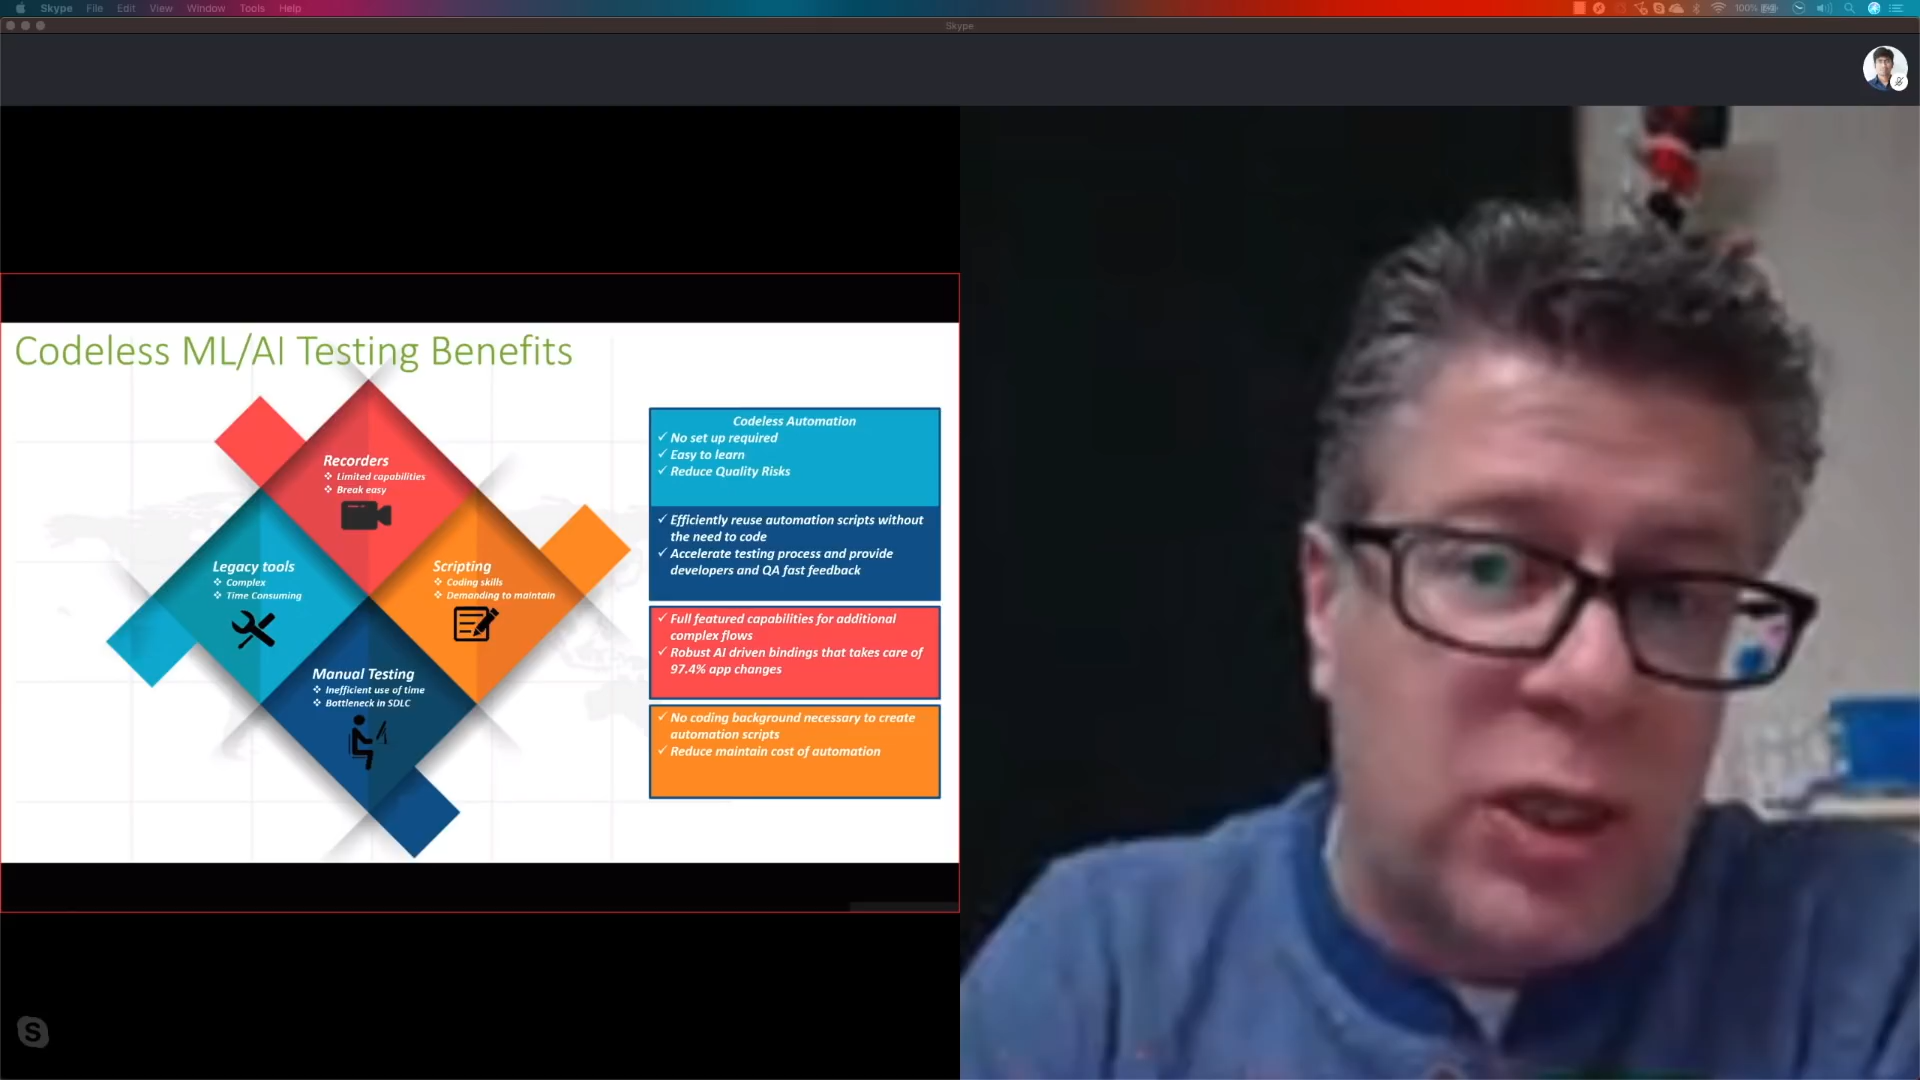 Skype File Edit View Window Tools Help
100%
Skype
Codeless ML/AI Testing Benefits
Recorders
❖ Limited capabilities
❖ Break easy
Legacy tools
❖ Complex
❖ Time Consuming
Scripting
❖ Coding skills
❖ Demanding to maintain
Manual Testing
❖ Inefficient use of time
❖ Bottleneck in SDLC
Codeless Automation
✓ No set up required
✓ Easy to learn
✓ Reduce Quality Risks
✓ Efficiently reuse automation scripts without
the need to code
✓ Accelerate testing process and provide
developers and QA fast feedback
✓ Full featured capabilities for additional
complex flows
✓ Robust AI driven bindings that takes care of
97.4% app changes
✓ No coding background necessary to create
automation scripts
✓ Reduce maintain cost of automation
S